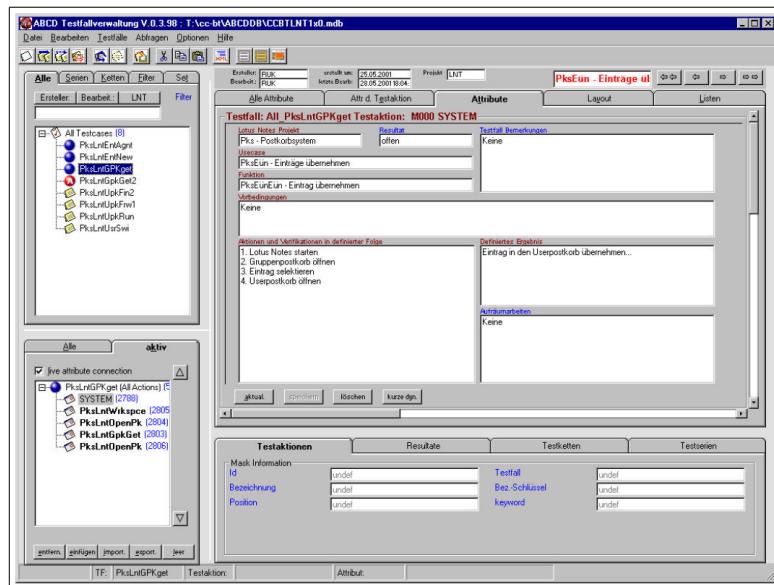 ABCD Testfallverwaltung V.0.3.98 : T:\cc-bt\ABCDDB\CCBTLNT1x0.mdb
Datei Bearbeiten Testfälle Abfragen Optionen Hilfe
Alle Serien Ketten Filter Set
Ersteller: Bearbeit.: LNT Filter
All Testcases (8)
PksLntEntAgnt
PksLntEntNew
PksLntGPKget
PksLntGpkGet2
PksLntUpkFin2
PksLntUpkFrw1
PksLntUpkRun
PksLntUsrSwi
Alle aktiv
live attribute connection
PksLntGPKget (All Actions) (5
SYSTEM (2788)
PksLntWrkspce (2805
PksLntOpenPk (2804)
PksLntGpkGet (2803)
PksLntOpenPk (2806)
entfern. einfügen import. export. leer
Ersteller: RUK erstellt am: 25.05.2001 Projekt LNT
Bearbeit.: RUK letzte Bearb: 28.05.2001 18:04:
PksEün - Einträge ül
Alle Attribute Attr d. Testaktion Attribute Layout Listen
Testfall: All_PksLntGPKget Testaktion: M000 SYSTEM
Lotus Notes Projekt Resultat Testfall Bemerkungen
Pks - Postkorbsystem offen Keine
Usecase
PksEün - Einträge übernehmen
Funktion
PksEünEün - Eintrag übernehmen
Vorbedingungen
Keine
Aktionen und Verifikationen in definierter Folge
1. Lotus Notes starten
2. Gruppenpostkorb öffnen
3. Eintrag selektieren
4. Userpostkorb öffnen
Definiertes Ergebnis
Eintrag in den Userpostkorb übernehmen...
Aufräumarbeiten
Keine
aktual. speichern löschen kurze dgn.
Testaktionen Resultate Testketten Testserien
Mask Information
Id undef Testfall undef
Bezeichnung undef Bez.-Schlüssel undef
Position undef keyword undef
TF: PksLntGPKget Testaktion: Attribut: